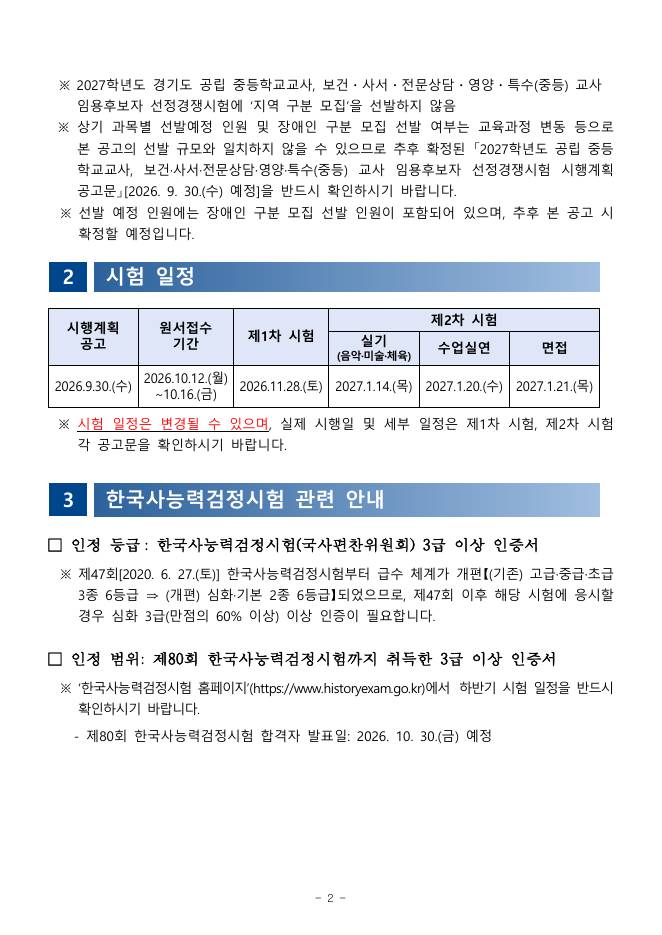 ※ 2027학년도 경기도 공립 중등학교교사, 보건・사서・전문상담・영양・특수(중등) 교사
임용후보자 선정경쟁시험에 '지역 구분 모집'을 선발하지 않음
※ 상기 과목별 선발예정 인원 및 장애인 구분 모집 선발 여부는 교육과정 변동 등으로
본 공고의 선발 규모와 일치하지 않을 수 있으므로 추후 확정된 「2027학년도 공립 중등
학교교사, 보건·사서·전문상담·영양·특수(중등) 교사 임용후보자 선정경쟁시험 시행계획
공고문」[2026. 9. 30.(수) 예정]을 반드시 확인하시기 바랍니다.
※ 선발 예정 인원에는 장애인 구분 모집 선발 인원이 포함되어 있으며, 추후 본 공고 시
확정할 예정입니다.
2 시험 일정
시행계획 공고 원서접수 기간 제1차 시험 제2차 시험
실기 (음악·미술·체육) 수업실연 면접
2026.9.30.(수) 2026.10.12.(월) ~10.16.(금) 2026.11.28.(토) 2027.1.14.(목) 2027.1.20.(수) 2027.1.21.(목)
※ 시험 일정은 변경될 수 있으며, 실제 시행일 및 세부 일정은 제1차 시험, 제2차 시험
각 공고문을 확인하시기 바랍니다.
3 한국사능력검정시험 관련 안내
□ 인정 등급 : 한국사능력검정시험(국사편찬위원회) 3급 이상 인증서
※ 제47회[2020. 6. 27.(토)] 한국사능력검정시험부터 급수 체계가 개편【(기존) 고급·중급·초급
3종 6등급 ⇒ (개편) 심화·기본 2종 6등급】되었으므로, 제47회 이후 해당 시험에 응시할
경우 심화 3급(만점의 60% 이상) 이상 인증이 필요합니다.
□ 인정 범위: 제80회 한국사능력검정시험까지 취득한 3급 이상 인증서
※ '한국사능력검정시험 홈페이지'(https://www.historyexam.go.kr)에서 하반기 시험 일정을 반드시
확인하시기 바랍니다.
- 제80회 한국사능력검정시험 합격자 발표일: 2026. 10. 30.(금) 예정
- 2 -